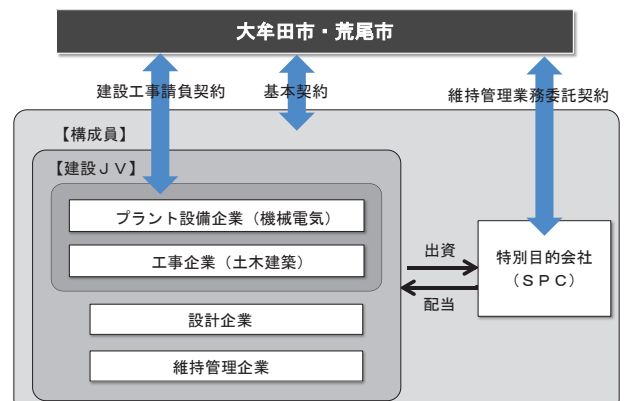 大牟田市・荒尾市
建設工事請負契約
基本契約
維持管理業務委託契約
【構成員】
【建設JV】
プラント設備企業(機械電気)
工事企業(土木建築)
設計企業
維持管理企業
出資
配当
特別目的会社
(SPC)